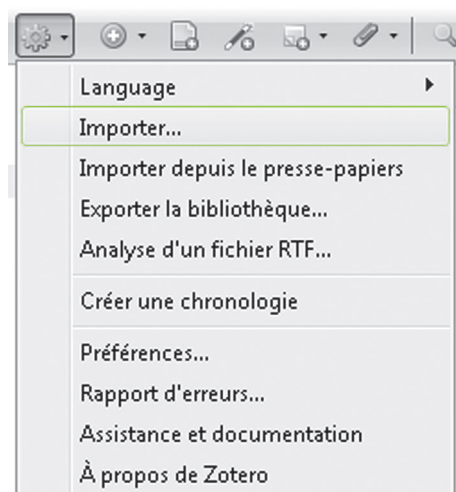 Language
Importer...
Importer depuis le presse-papiers
Exporter la bibliothèque...
Analyse d'un fichier RTF...
Créer une chronologie
Préférences...
Rapport d'erreurs...
Assistance et documentation
À propos de Zotero